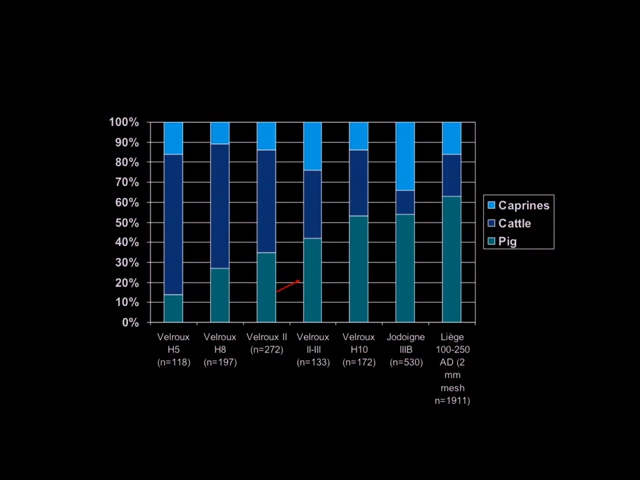 100%
90%
80%
70%
60%
50%
40%
30%
20%
10%
0%
Caprines
Cattle
Pig
Velroux H5 (n=118)
Velroux H8 (n=197)
Velroux II (n=272)
Velroux II-III (n=133)
Velroux H10 (n=172)
Jodoigne IIIB (n=530)
Liège 100-250 AD (2 mm mesh n=1911)